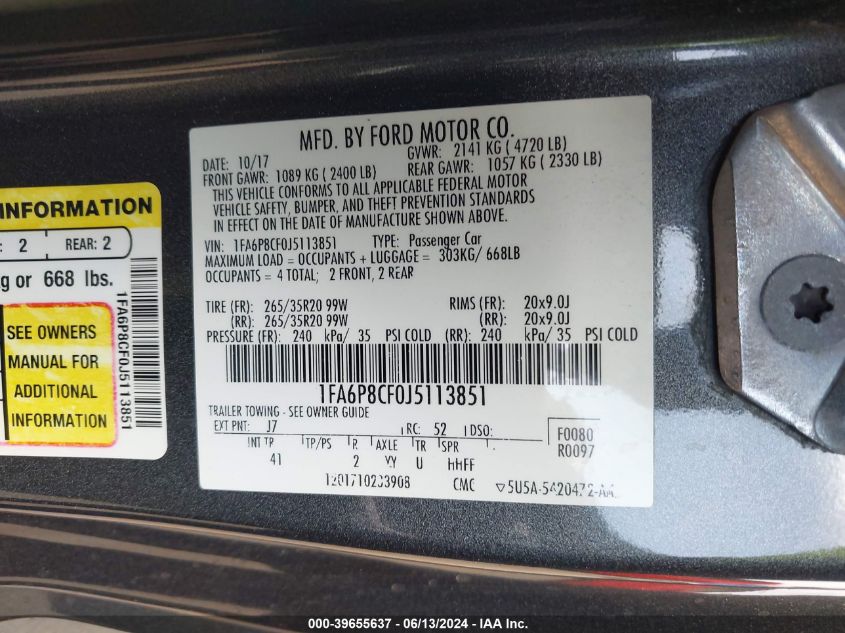 INFORMATION
: 2 REAR: 2
g or 668 lbs.
SEE OWNERS
MANUAL FOR
ADDITIONAL
INFORMATION
1FA6P8CF0J5113851
MFD. BY FORD MOTOR CO.
DATE: 10/17 GVWR: 2141 KG ( 4720 LB)
FRONT GAWR: 1089 KG ( 2400 LB) REAR GAWR: 1057 KG ( 2330 LB)
THIS VEHICLE CONFORMS TO ALL APPLICABLE FEDERAL MOTOR
VEHICLE SAFETY, BUMPER, AND THEFT PREVENTION STANDARDS
IN EFFECT ON THE DATE OF MANUFACTURE SHOWN ABOVE.
VIN: 1FA6P8CF0J5113851 TYPE: Passenger Car
MAXIMUM LOAD = OCCUPANTS + LUGGAGE = 303KG/ 668LB
OCCUPANTS = 4 TOTAL; 2 FRONT, 2 REAR
TIRE (FR): 265/35R20 99W RIMS (FR): 20x9.0J
(RR): 265/35R20 99W (RR): 20x9.0J
PRESSURE (FR): 240 kPa/ 35 PSI COLD (RR): 240 kPa/ 35 PSI COLD
1FA6P8CF0J5113851
TRAILER TOWING - SEE OWNER GUIDE
EXT PNT: J7 RC: 52 DSO: F0080
R0097
INT TR TP/PS R AXLE TR SPR
41 2 YY U HHFF
CMC
000-39655637 - 06/13/2024 - IAA Inc.